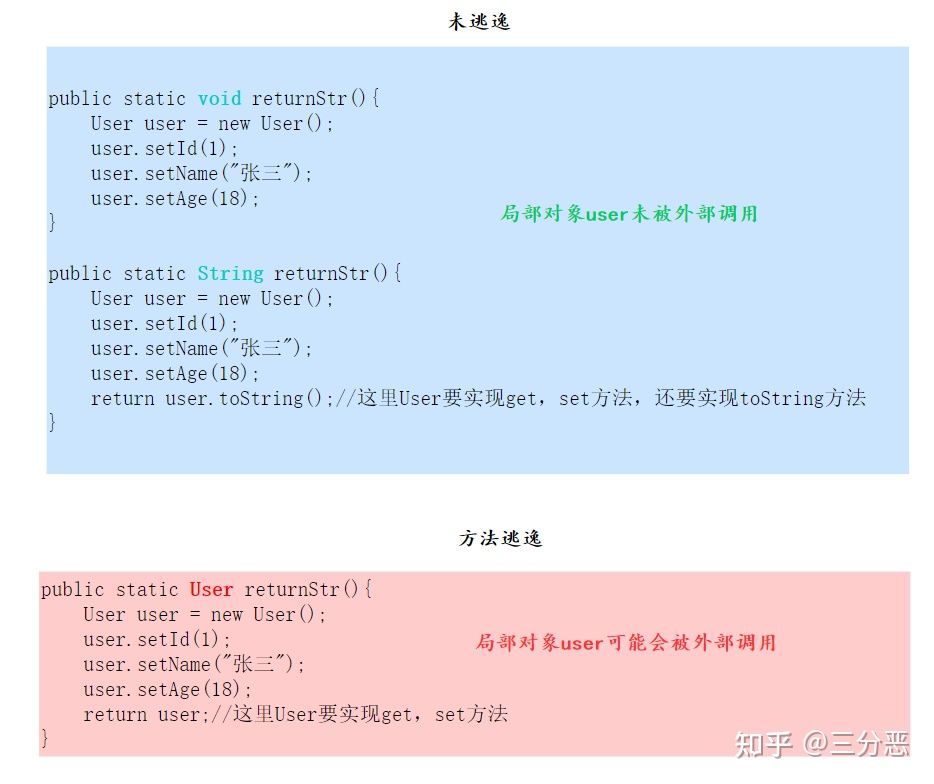 未逃逸
public static void returnStr(){
    User user = new User();
    user.setId(1);
    user.setName("张三");
    user.setAge(18);
局部对象user未被外部调用
}
public static String returnStr(){
    User user = new User();
    user.setId(1);
    user.setName("张三");
    user.setAge(18);
    return user.toString();//这里User要实现get，set方法，还要实现toString方法
}
方法逃逸
public static User returnStr(){
    User user = new User();
    user.setId(1);
局部对象user可能会被外部调用
    user.setName("张三");
    user.setAge(18);
    return user;//这里User要实现get，set方法
}
知乎 @三分恶